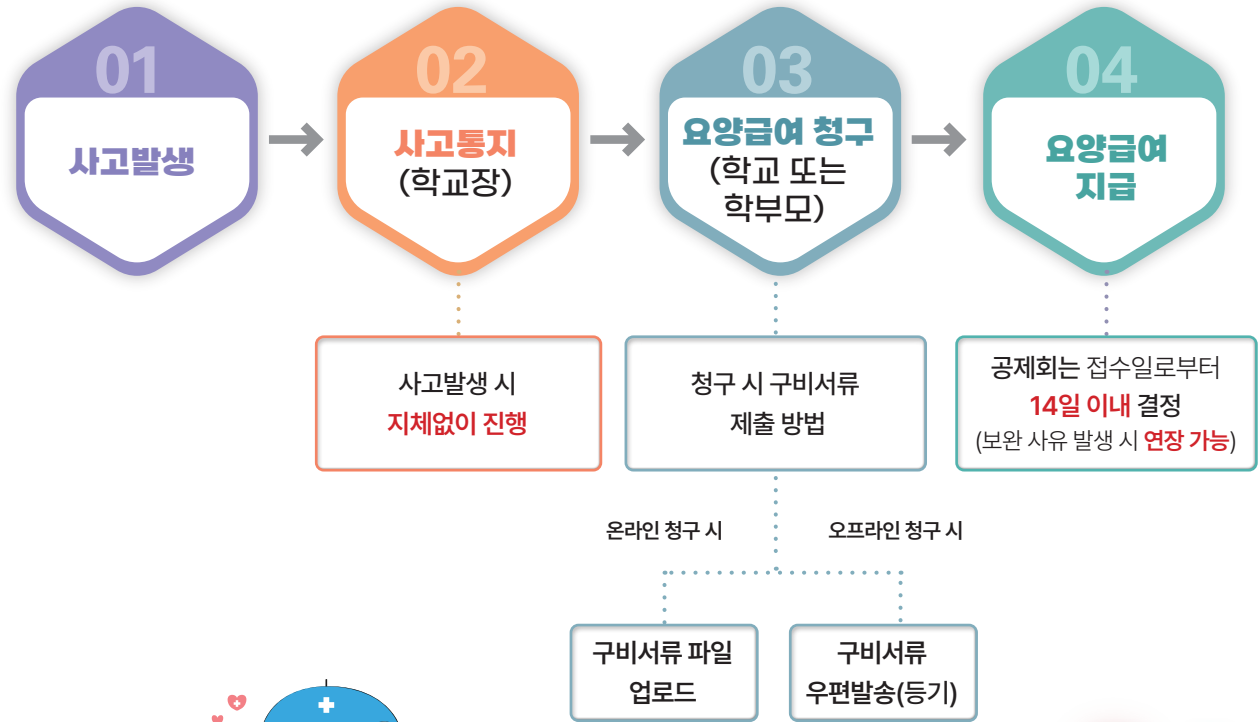 01
사고발생
02
사고통지
(학교장)
03
요양급여 청구
(학교 또는
학부모)
04
요양급여
지급
사고발생 시
지체없이 진행
청구 시 구비서류
제출 방법
공제회는 접수일로부터
14일 이내 결정
(보완 사유 발생 시 연장 가능)
온라인 청구 시
오프라인 청구 시
구비서류 파일
업로드
구비서류
우편발송(등기)